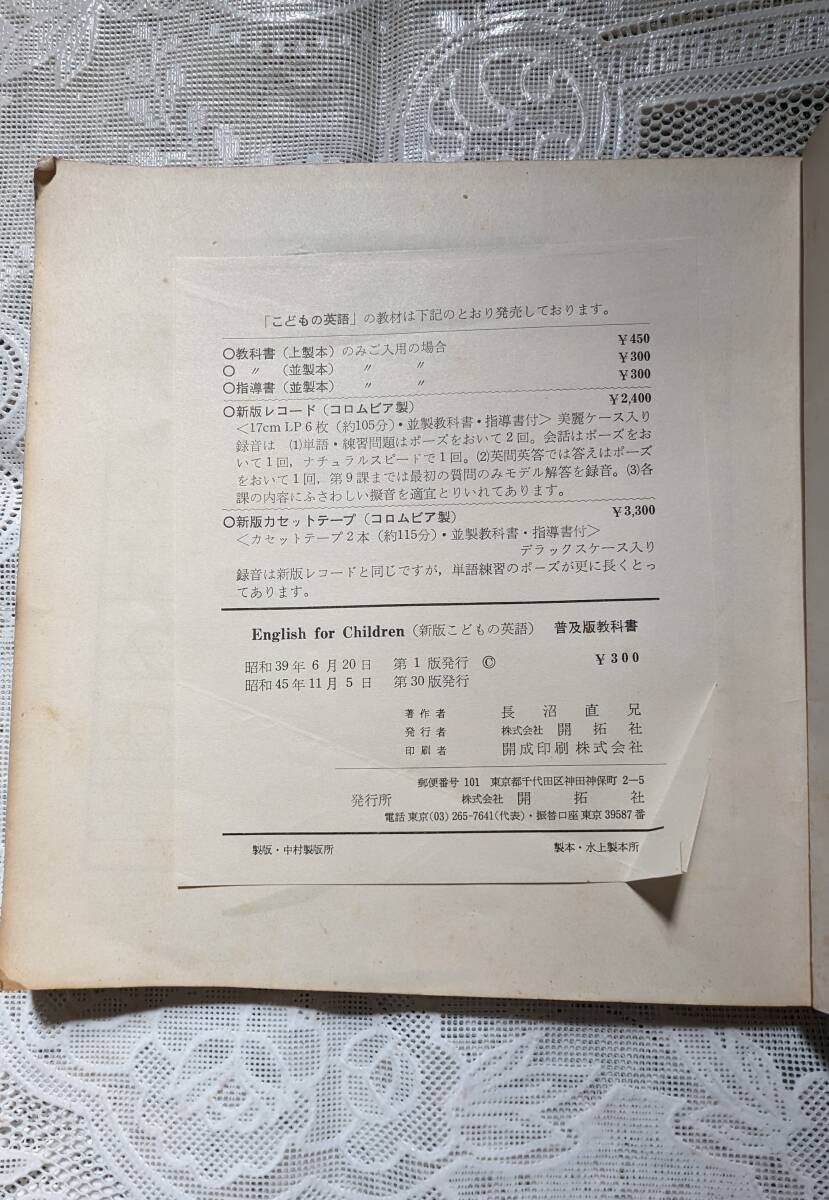 「こどもの英語」の教材は下記のとおり発売しております。
○教科書（上製本）のみご入用の場合 ¥450
○ 〃 （並製本） 〃 〃 ¥300
○指導書（並製本） 〃 〃 ¥300
○新版レコード（コロムビア製） ¥2,400
＜17cm LP 6枚（約105分）・並製教科書・指導書付＞美麗ケース入り
録音は ⑴単語・練習問題はポーズをおいて2回。会話はポーズをお
いて1回，ナチュラルスピードで1回。⑵英問英答では答えはポーズ
をおいて1回，第9課までは最初の質問のみモデル解答を録音。⑶各
課の内容にふさわしい擬音を適宜とりいれてあります。
○新版カセットテープ（コロムビア製） ¥3,300
＜カセットテープ2本（約115分）・並製教科書・指導書付＞
デラックスケース入り
録音は新版レコードと同じですが，単語練習のポーズが更に長くとっ
てあります。
English for Children（新版こどもの英語） 普及版教科書
昭和39年6月20日 第1版発行 © ¥300
昭和45年11月5日 第30版発行
著作者 長沼直兄
発行者 株式会社 開拓社
印刷者 開成印刷株式会社
郵便番号 101 東京都千代田区神田神保町2—5
発行所 株式会社 開拓社
電話 東京(03)265-7641(代表)・振替口座 東京39587番
製版・中村製版所 製本・水上製本所